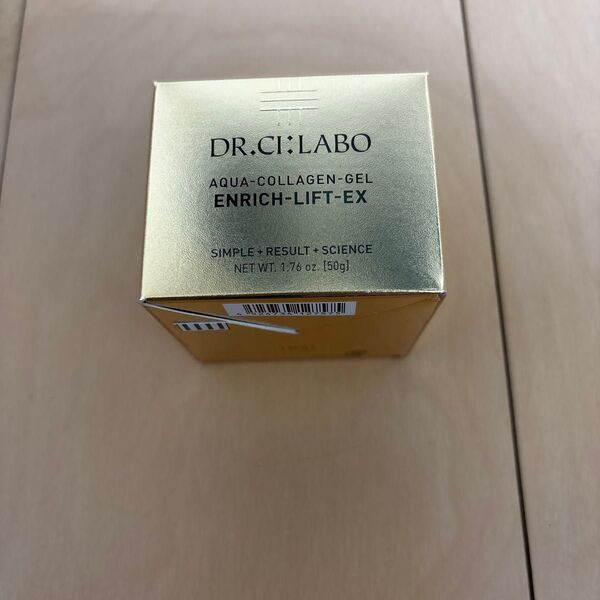 DR.CI:LABO
AQUA-COLLAGEN-GEL
ENRICH-LIFT-EX
SIMPLE + RESULT + SCIENCE
NET WT. 1.76 oz. [50g]